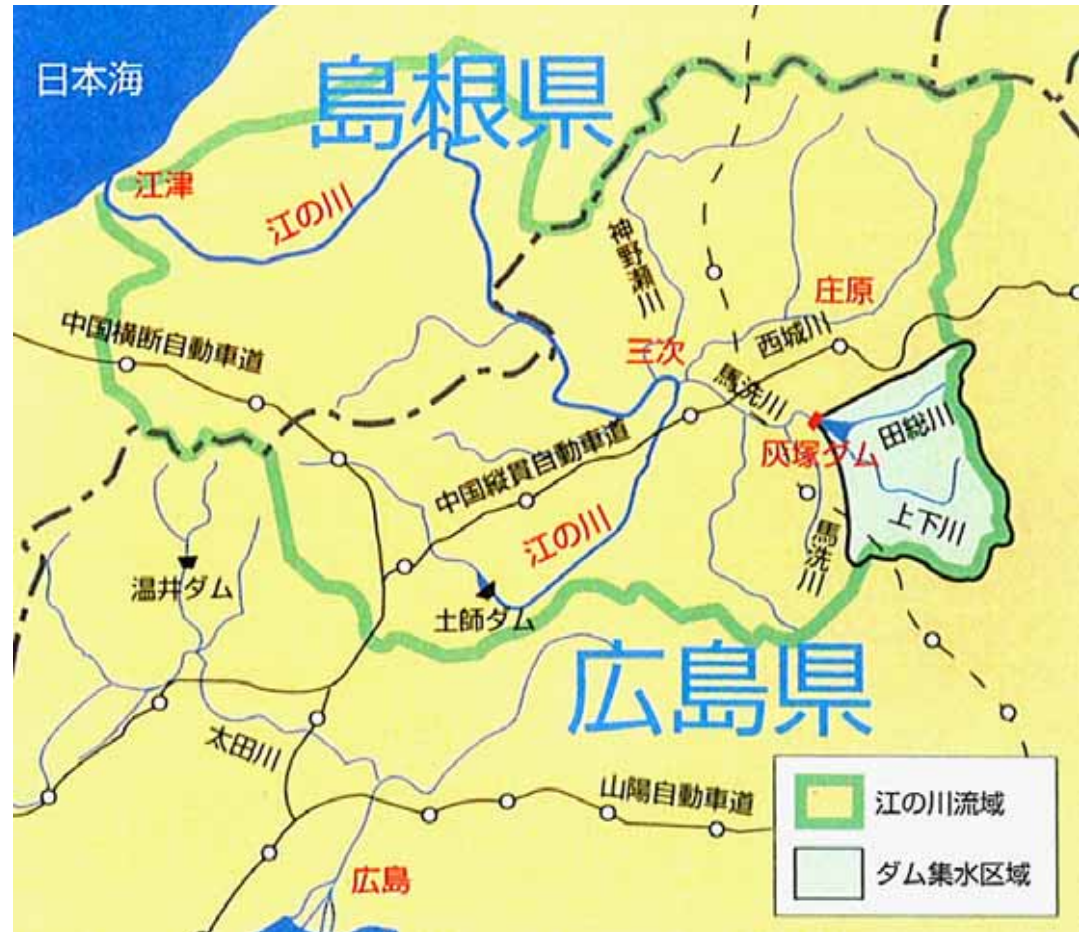 日本海
島根県
江津
江の川
神野瀬川
庄原
中国横断自動車道
三次
西城川
馬洗川
田総川
灰塚ダム
中国縦貫自動車道
上下川
江の川
馬洗川
温井ダム
土師ダム
広島県
太田川
山陽自動車道
江の川流域
ダム集水区域
広島